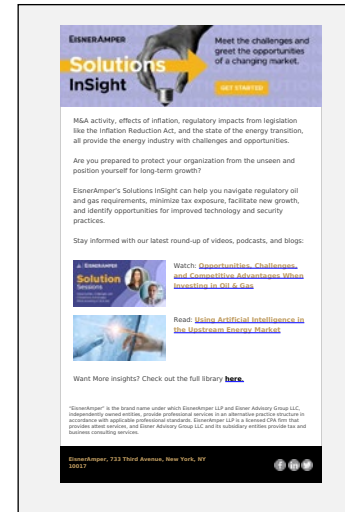 EISNERAMPER
Solutions
InSight
Meet the challenges and
greet the opportunities
of a changing market.
GET STARTED
M&A activity, effects of inflation, regulatory impacts from legislation
like the Inflation Reduction Act, and the state of the energy transition,
all provide the energy industry with challenges and opportunities.
Are you prepared to protect your organization from the unseen and
position yourself for long-term growth?
EisnerAmper's Solutions InSight can help you navigate regulatory oil
and gas requirements, minimize tax exposure, facilitate new growth,
and identify opportunities for improved technology and security
practices.
Stay informed with our latest round-up of videos, podcasts, and blogs:
EISNERAMPER
Solution
Sessions
Watch: Opportunities, Challenges,
and Competitive Advantages When
Investing in Oil & Gas
Read: Using Artificial Intelligence in
the Upstream Energy Market
Want More Insights? Check out the full library here.
"EisnerAmper" is the brand name under which EisnerAmper LLP and Eisner Advisory Group LLC,
independently owned entities, provide professional services in an alternative practice structure in
accordance with applicable professional standards. EisnerAmper LLP is a licensed CPA firm that
provides attest services, and Eisner Advisory Group LLC and its subsidiary entities provide tax and
business consulting services.
EisnerAmper, 733 Third Avenue, New York, NY
10017